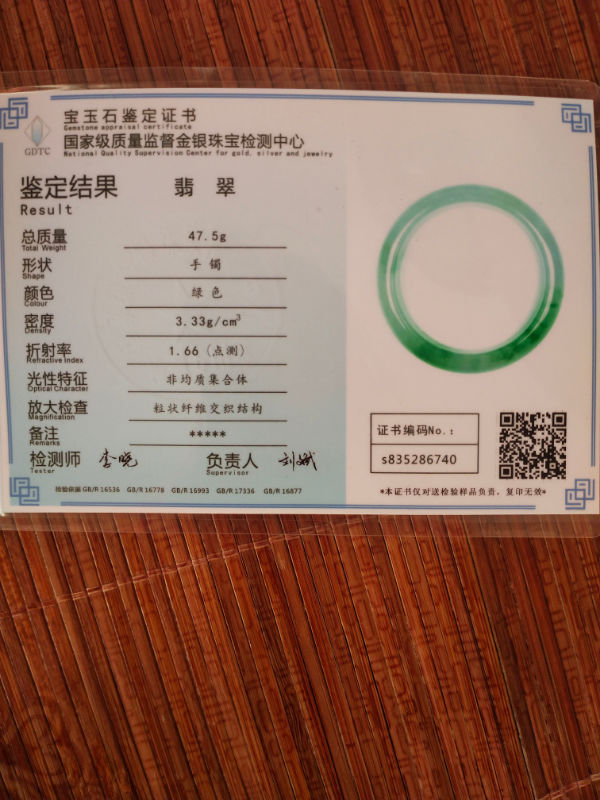 GDTC
宝玉石鉴定证书
Gemstone appraisal certificate
国家级质量监督金银珠宝检测中心
National Quality Supervision Center for gold, silver and jewelry
鉴定结果 翡翠
Result
总质量 47.5g
Total Weight
形状 手镯
Shape
颜色 绿色
Colour
密度 3.33g/cm³
Density
折射率 1.66(点测)
Refractive Index
光性特征 非均质集合体
Optical Character
放大检查 粒状纤维交织结构
Magnification
备注 *****
Remarks
检测师 李晓 负责人 刘娥
Tester Supervisor
检验依据 GB/R 16536 GB/R 16778 GB/R 16993 GB/R 17336 GB/R 16877
证书编码No.:
s835286740
*本证书仅对送检验样品负责,复印无效*